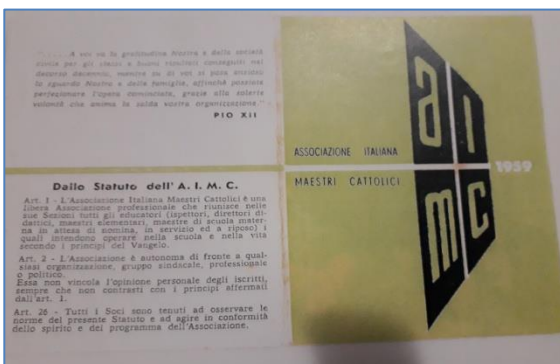 "......A voi va la gratitudine Nostra e della società
civile per gli sforzi e buoni risultati conseguiti nel
decorso decennio, mentre su di voi si posa ansioso
lo sguardo Nostro e delle famiglie, affinché possiate
perfezionare l'opera cominciata, grazie alla solerte
volontà che anima la salda vostra organizzazione."
PIO XII
Dallo Statuto dell'A. I. M. C.
Art. 1 - L'Associazione Italiana Maestri Cattolici è una
libera Associazione professionale che riunisce nelle
sue Sezioni tutti gli educatori (ispettori, direttori di-
dattici, maestri elementari, maestre di scuola mater-
na in attesa di nomina, in servizio ed a riposo) i
quali intendono operare nella scuola e nella vita
secondo i principi del Vangelo.
Art. 2 - L'Associazione è autonoma di fronte a qual-
siasi organizzazione, gruppo sindacale, professionale
o politico.
Essa non vincola l'opinione personale degli iscritti,
sempre che non contrasti con i principi affermati
dall'art. 1.
Art. 26 - Tutti i Soci sono tenuti ad osservare le
norme del presente Statuto e ad agire in conformità
dello spirito e del programma dell'Associazione.
ASSOCIAZIONE ITALIANA
MAESTRI CATTOLICI
a i
m c
1959